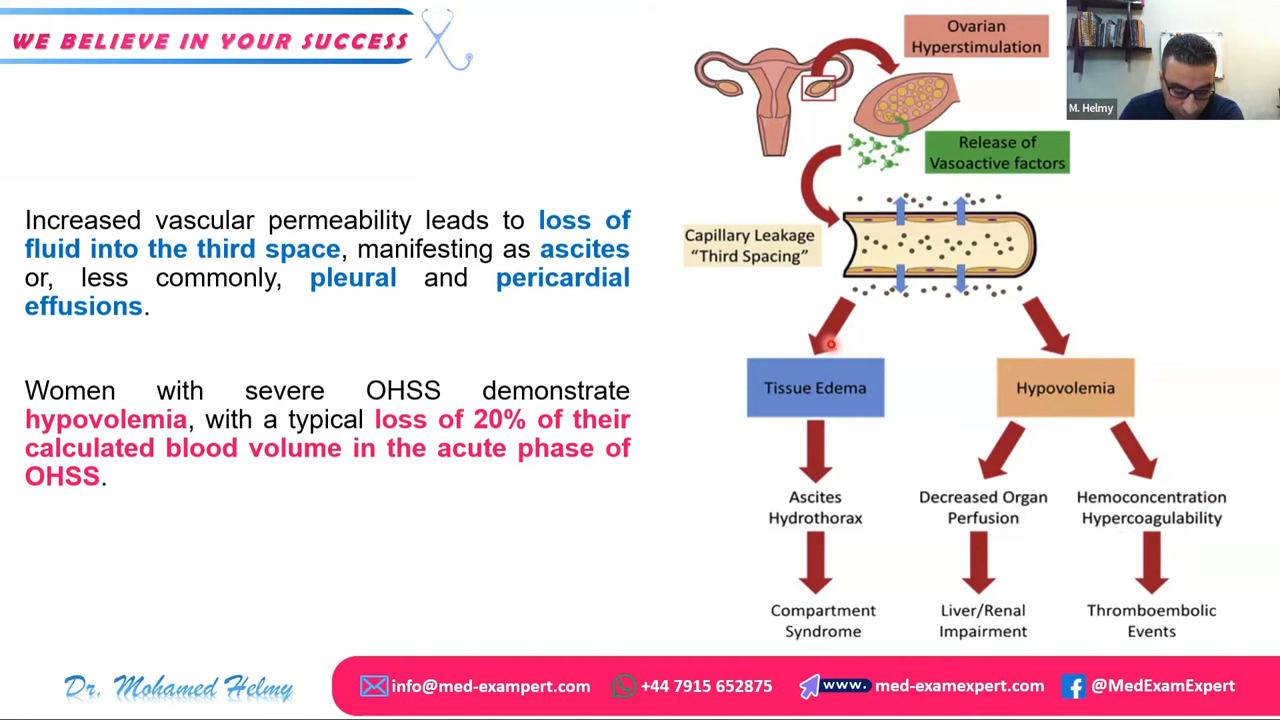 WE BELIEVE IN YOUR SUCCESS
Increased vascular permeability leads to loss of
fluid into the third space, manifesting as ascites
or, less commonly, pleural and pericardial
effusions.
Women with severe OHSS demonstrate
hypovolemia, with a typical loss of 20% of their
calculated blood volume in the acute phase of
OHSS.
Ovarian
Hyperstimulation
Release of
Vasoactive factors
Capillary Leakage
“Third Spacing”
Tissue Edema
Hypovolemia
Ascites
Hydrothorax
Decreased Organ
Perfusion
Hemoconcentration
Hypercoagulability
Compartment
Syndrome
Liver/Renal
Impairment
Thromboembolic
Events
M. Helmy
Dr. Mohamed Helmy
info@med-exampert.com
+44 7915 652875
www. med-examexpert.com
@MedExamExpert